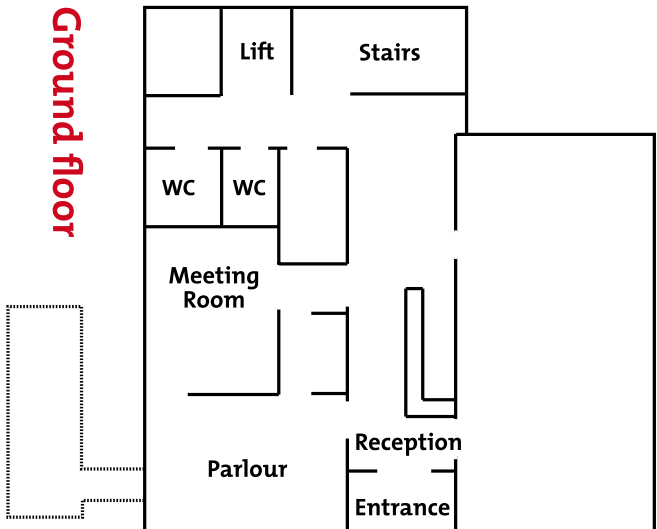 Ground floor
Lift
Stairs
WC
WC
Meeting
Room
Reception
Parlour
Entrance